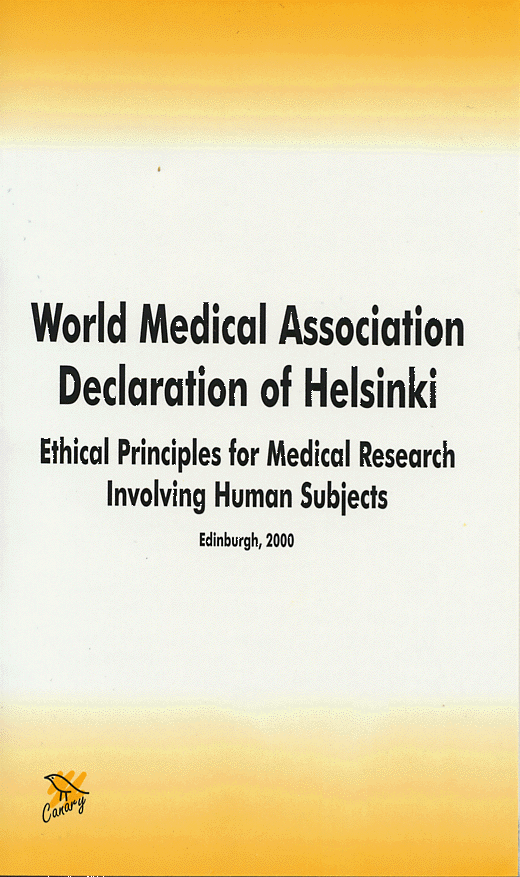 World Medical Association
Declaration of Helsinki
Ethical Principles for Medical Research
Involving Human Subjects
Edinburgh, 2000
Canary